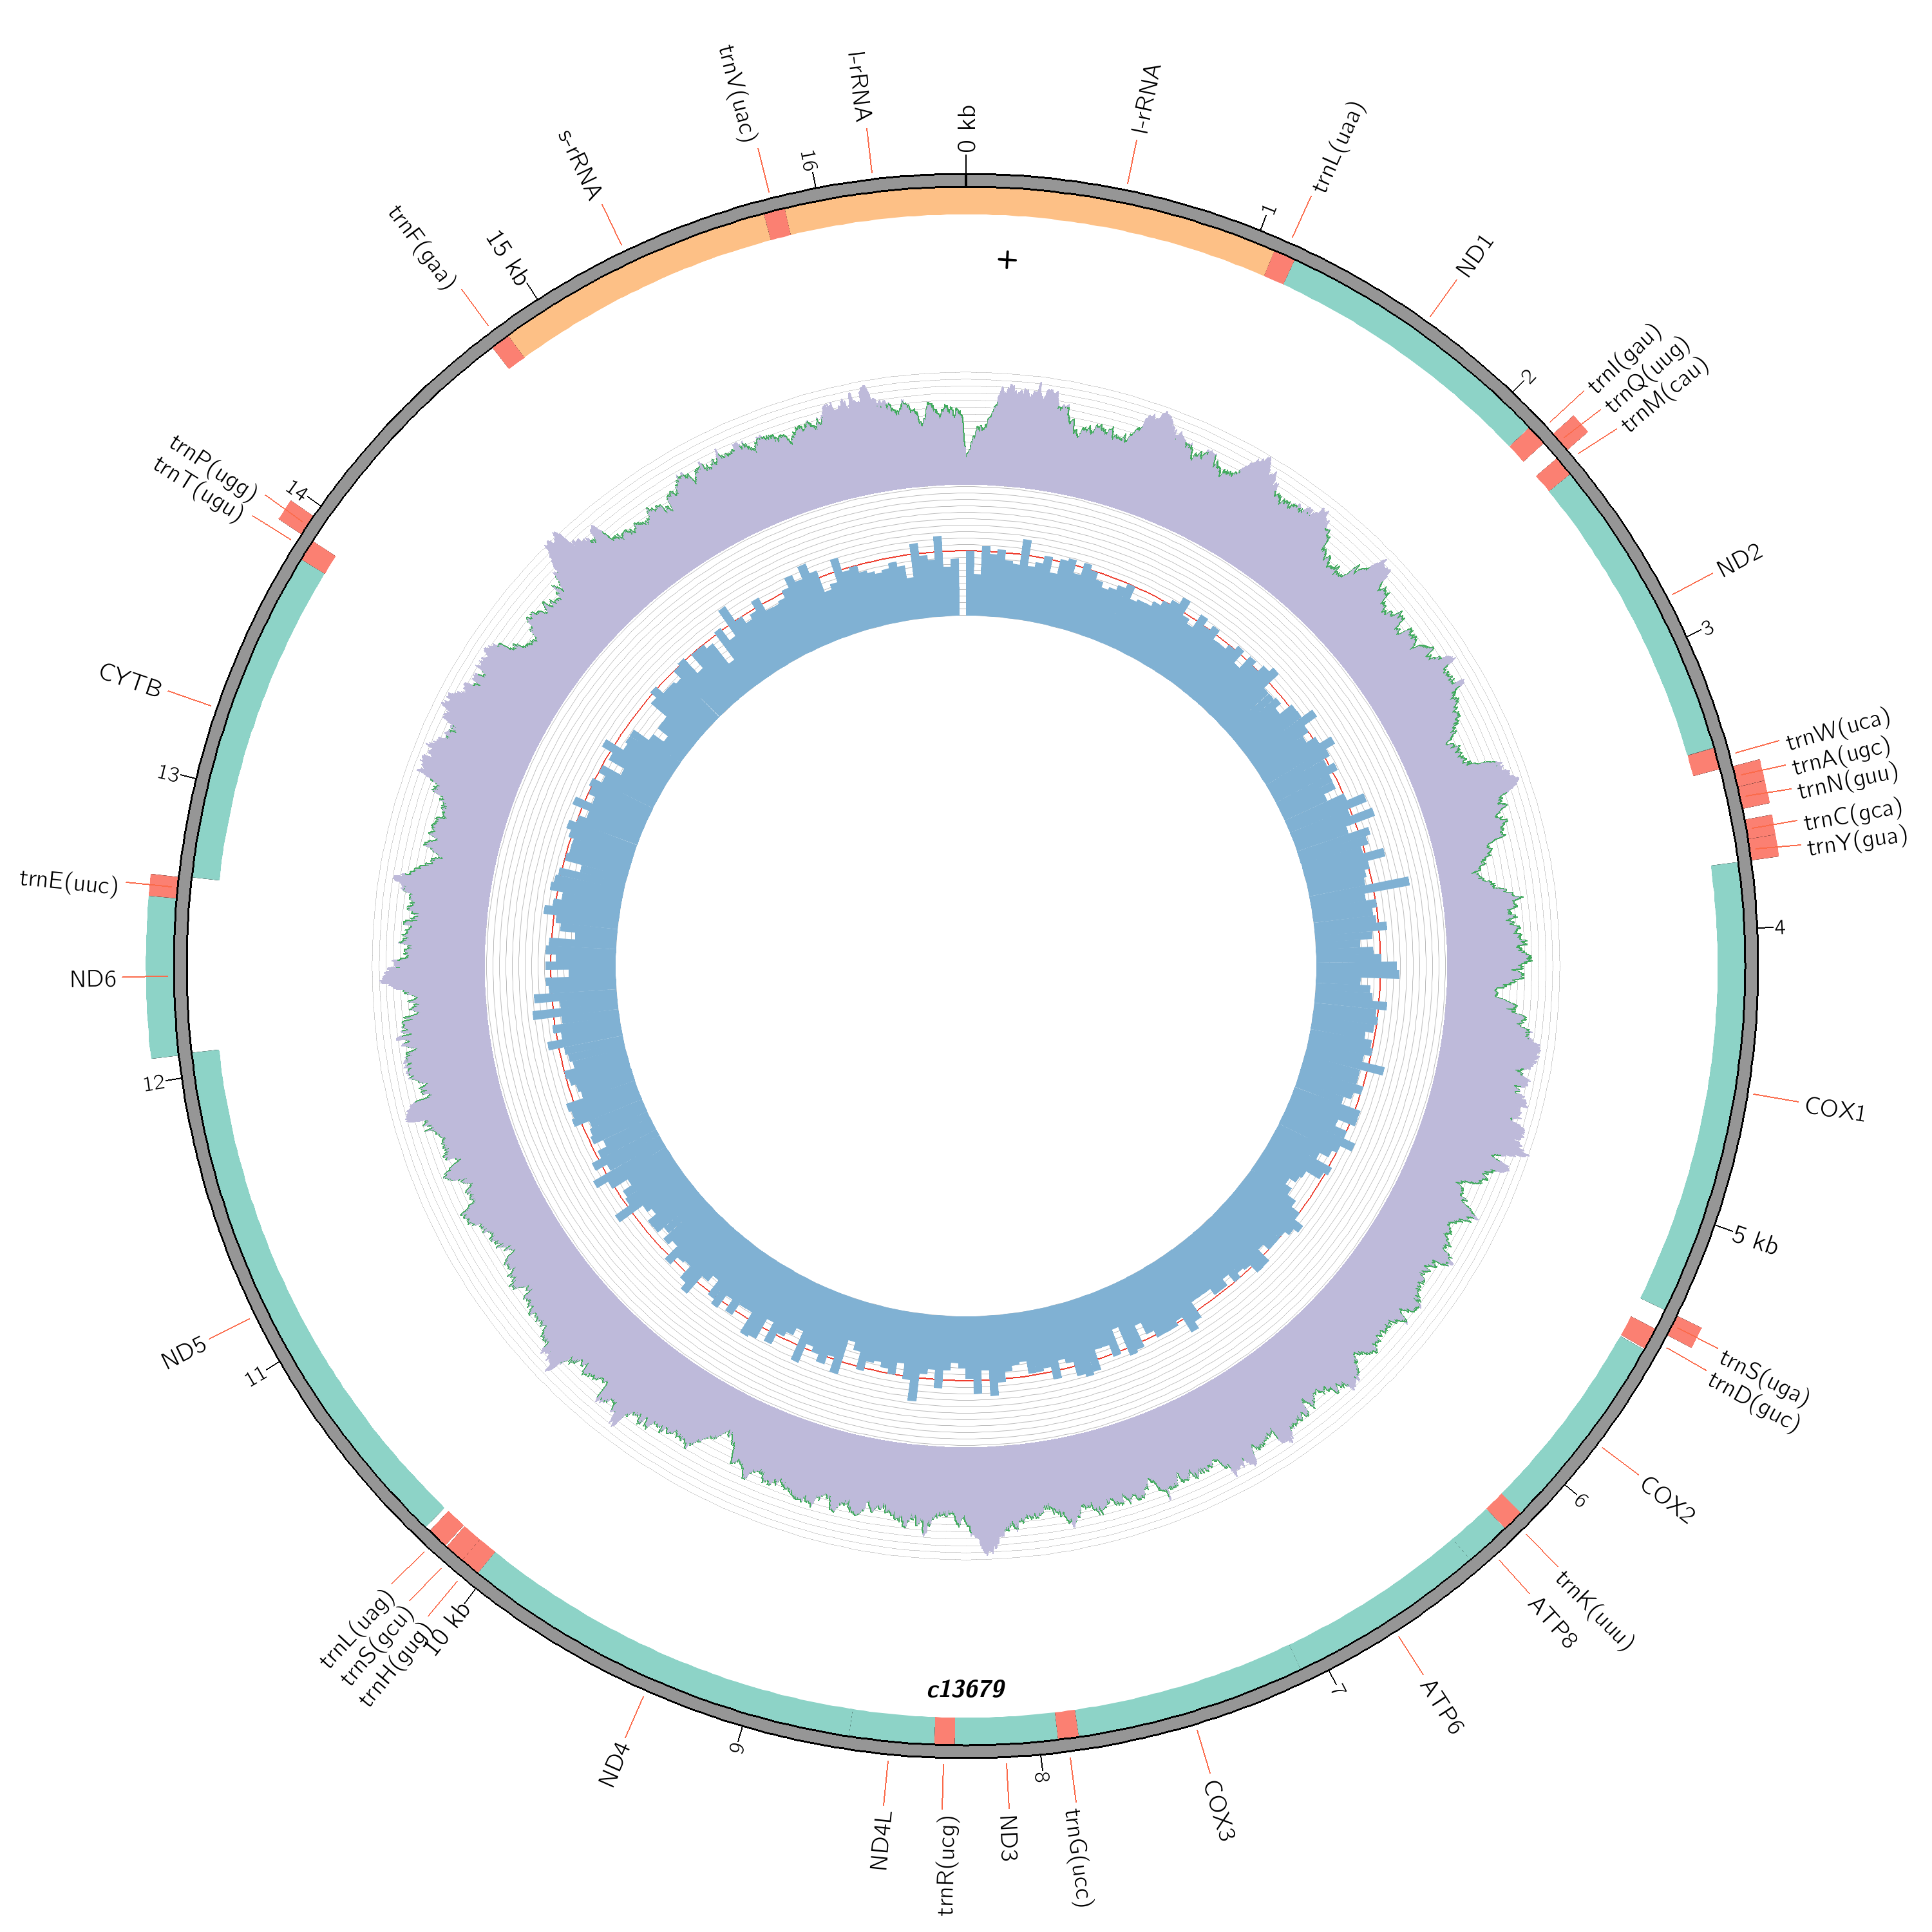 0 kb
l-rRNA
1
trnL(uaa)
ND1
2
trnI(gau)
trnQ(uug)
trnM(cau)
ND2
3
trnW(uca)
trnA(ugc)
trnN(guu)
trnC(gca)
trnY(gua)
4
COX1
5 kb
trnS(uga)
trnD(guc)
COX2
6
trnK(uuu)
ATP8
ATP6
7
COX3
trnG(ucc)
8
ND3
trnR(ucg)
ND4L
9
ND4
10 kb
trnH(gug)
trnS(gcu)
trnL(uag)
11
ND5
12
ND6
trnE(uuc)
13
CYTB
trnT(ugu)
trnP(ugg)
14
trnF(gaa)
15 kb
s-rRNA
trnV(uac)
16
l-rRNA
+
c13679